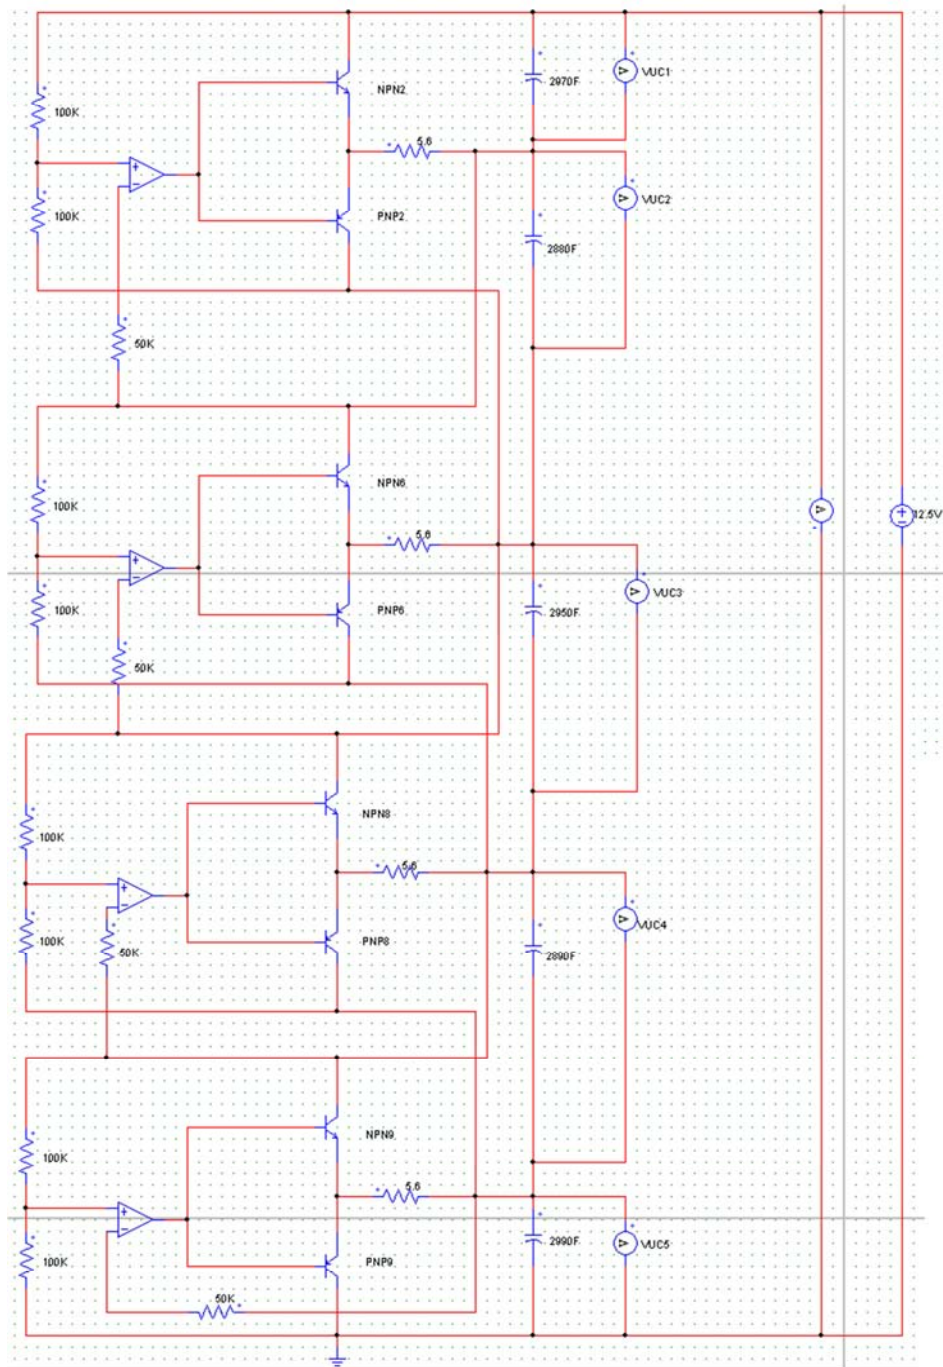 VUC1
2970F
NPN2
100K
5.6
VUC2
100K
PNP2
2880F
50K
NPN6
100K
12.5V
5.6
VUC3
100K
PNP6
2950F
50K
NPN8
100K
5.6
VUC4
100K
PNP8
50K
2890F
NPN9
100K
5.6
VUC5
2990F
100K
PNP9
50K